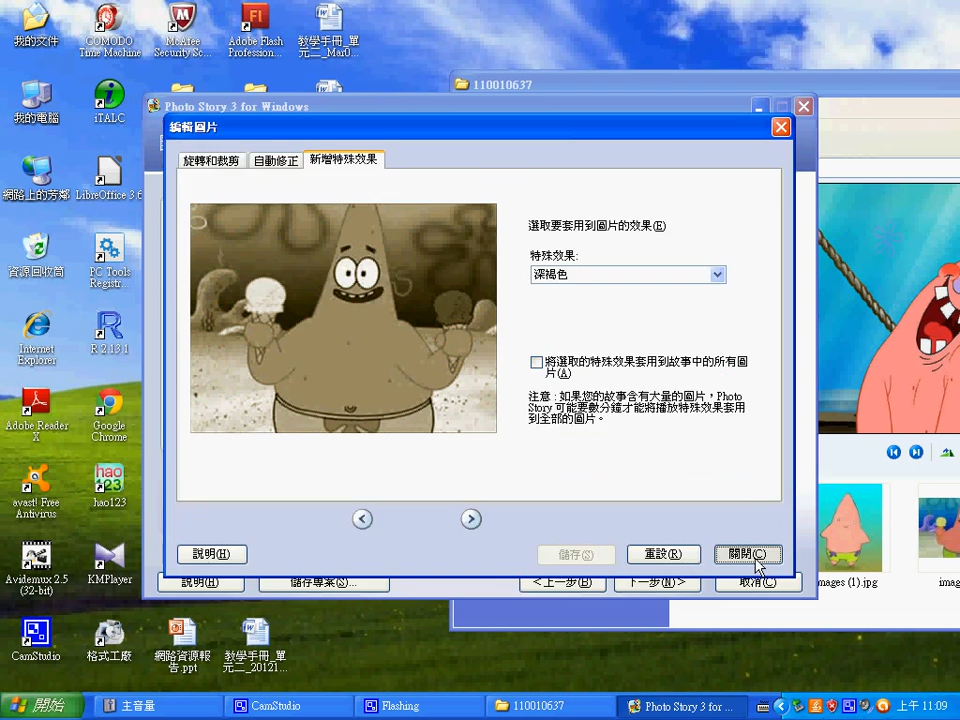 我的文件
COMODO
Time Machine
McAfee
Security Sc...
Adobe Flash
Profession...
教學手冊_單
元二_Mar0...
我的電腦
iTALC
網路上的芳鄰
LibreOffice 3.6
資源回收筒
PC Tools
Registr...
Internet
Explorer
R 2.13.1
Adobe Reader
X
Google
Chrome
avast! Free
Antivirus
hao123
Avidemux 2.5
(32-bit)
KMPlayer
CamStudio
格式工廠
網路資源報
告.ppt
教學手冊_單
元二_20121...
110010637
Photo Story 3 for Windows
編輯圖片
旋轉和裁剪
自動修正
新增特殊效果
選取要套用到圖片的效果(E)
特殊效果:
深褐色
將選取的特殊效果套用到故事中的所有圖
片(A)
注意 : 如果您的故事含有大量的圖片，Photo
Story 可能要數分鐘才能將播放特殊效果套用
到全部的圖片。
說明(H)
儲存(S)
重設(R)
關閉(C)
說明(H)
儲存專案(S)...
<上一步(B)
下一步(N)>
取消(C)
images (1).jpg
imag
開始
主音量
CamStudio
Flashing
110010637
Photo Story 3 for ...
上午 11:09